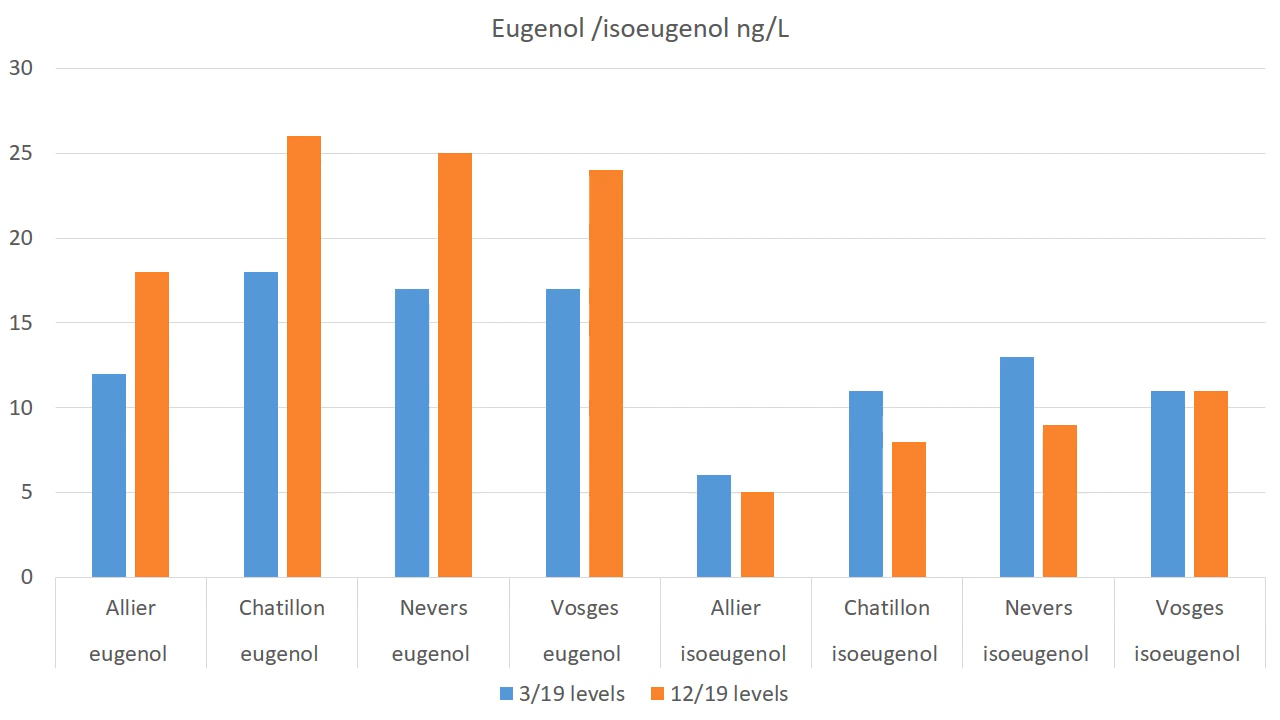 Eugenol /isoeugenol ng/L
30
25
20
15
10
5
0
Allier Chatillon Nevers Vosges Allier Chatillon Nevers Vosges
eugenol eugenol eugenol eugenol isoeugenol isoeugenol isoeugenol isoeugenol
3/19 levels 12/19 levels